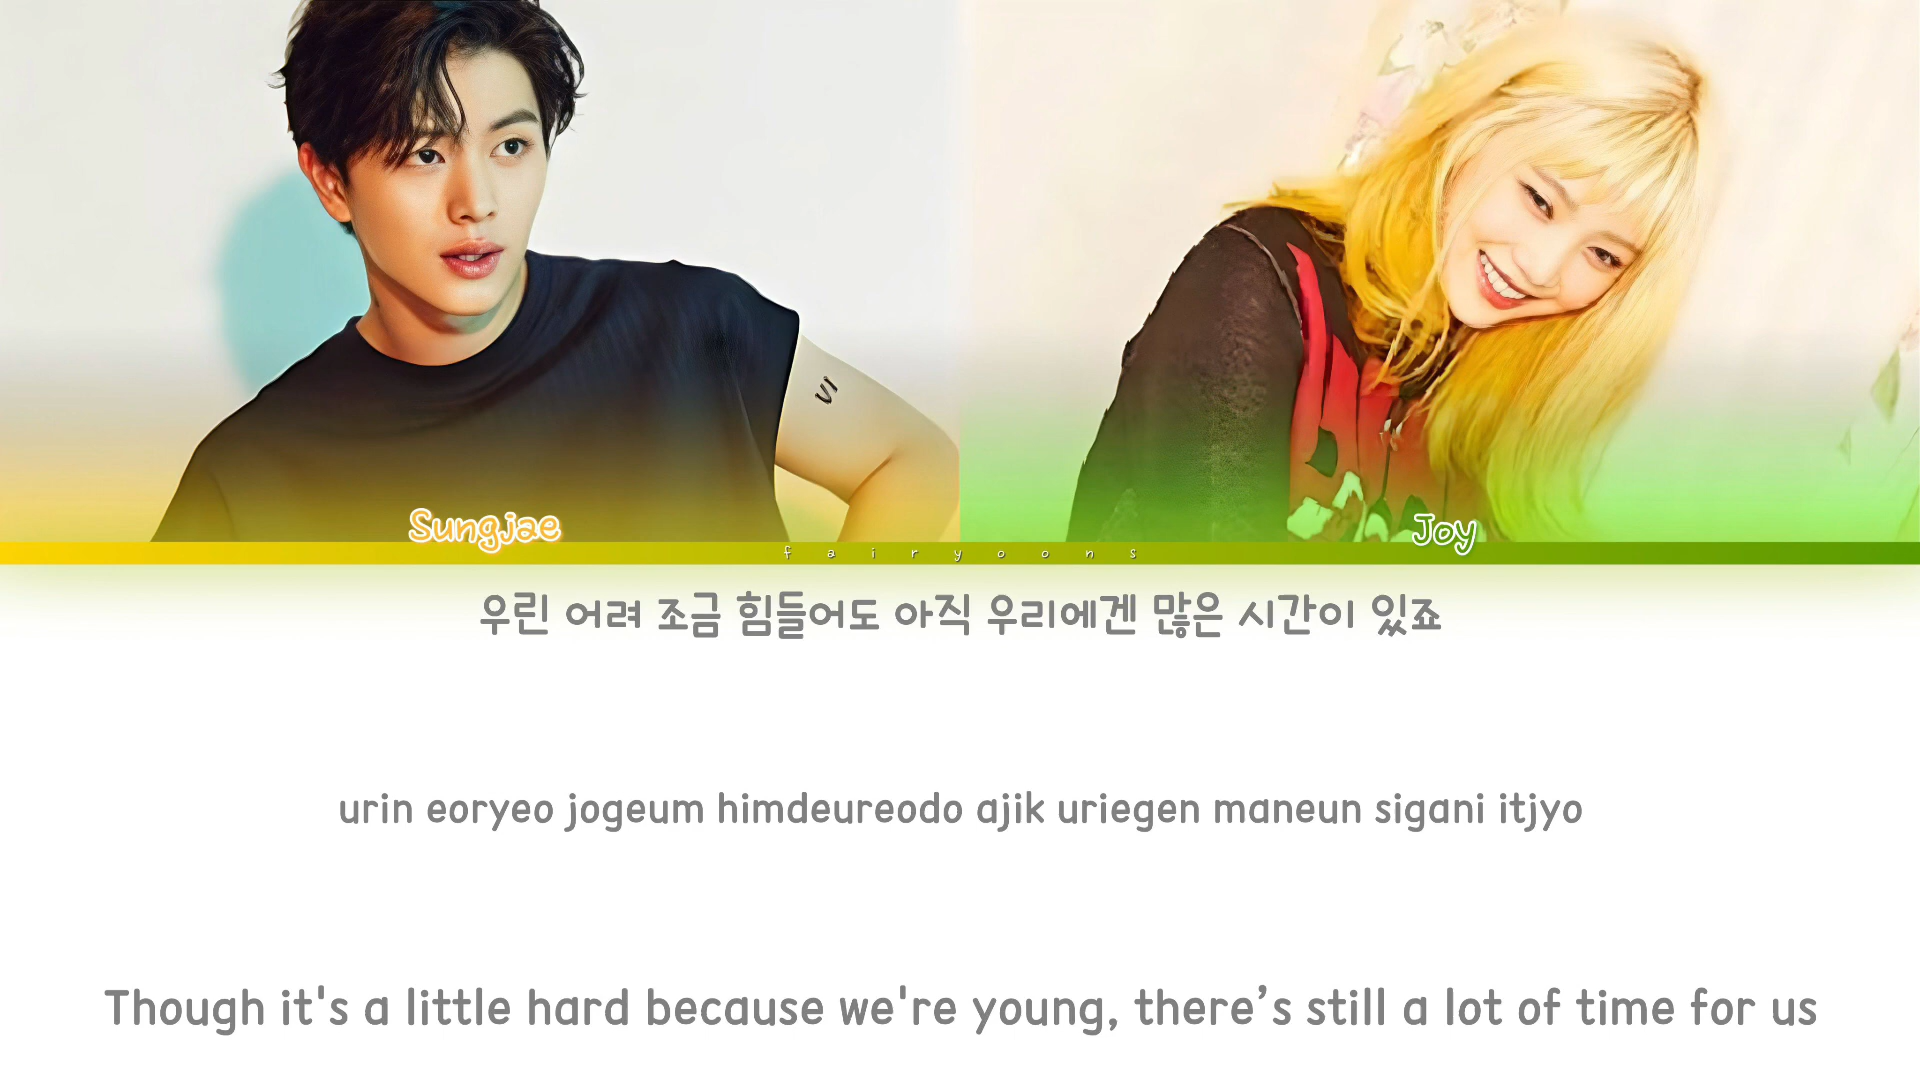 VI
Sungjae
Joy
fairyoons
우린 어려 조금 힘들어도 아직 우리에겐 많은 시간이 있죠
urin eoryeo jogeum himdeureodo ajik uriegen maneun sigani itjyo
Though it's a little hard because we're young, there’s still a lot of time for us